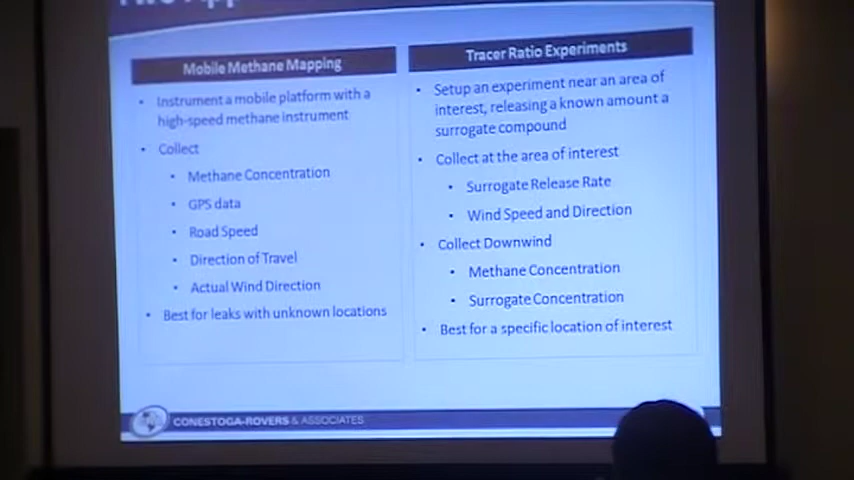 Mobile Methane Mapping
• Instrument a mobile platform with a
high-speed methane instrument
• Collect
• Methane Concentration
• GPS data
• Road Speed
• Direction of Travel
• Actual Wind Direction
• Best for leaks with unknown locations
Tracer Ratio Experiments
• Setup an experiment near an area of
interest, releasing a known amount a
surrogate compound
• Collect at the area of interest
• Surrogate Release Rate
• Wind Speed and Direction
• Collect Downwind
• Methane Concentration
• Surrogate Concentration
• Best for a specific location of interest
CONESTOGA-ROVERS & ASSOCIATES